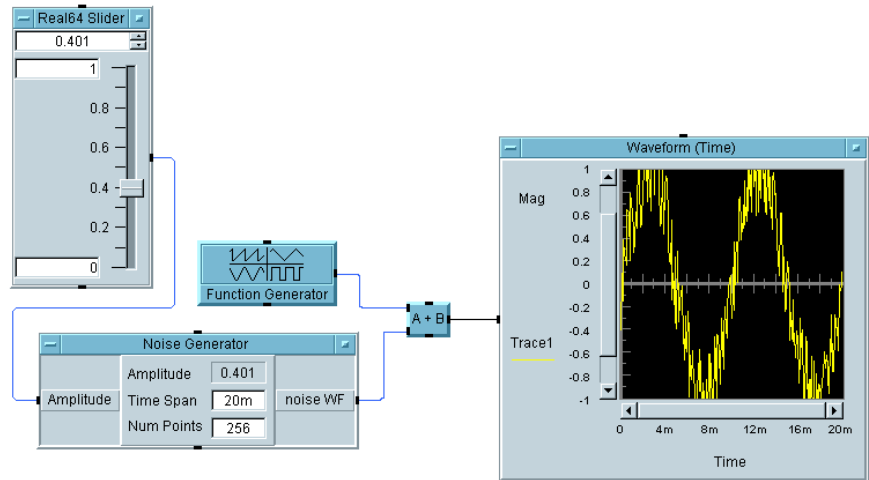 Real64 Slider
0.401
1
0.8
0.6
0.4
0.2
0
Function Generator
A + B
Noise Generator
Amplitude
Amplitude 0.401
Time Span 20m
Num Points 256
noise WF
Waveform (Time)
Mag
Trace1
1
0.8
0.6
0.4
0.2
0
-0.2
-0.4
-0.6
-0.8
-1
0 4m 8m 12m 16m 20m
Time